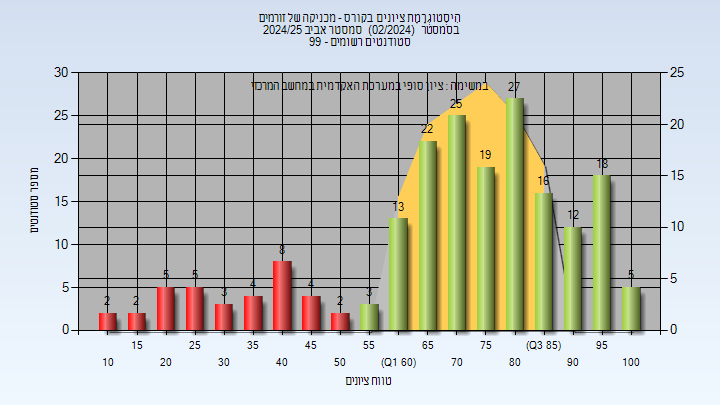 היסטוגרמת ציונים בקורס - מכניקה של זורמים
בסמסטר (02/2024) סמסטר אביב 2024/25
סטודנטים רשומים - 99
במשימה : ציון סופי במערכת האקדמית במחשב המרכזי
מספר סטודנטים
30
25
20
15
10
5
0
25
20
15
10
5
0
2 2 5 5 3 4 8 4 2 3 13 22 25 19 27 16 12 18 5
15 25 35 45 55 65 75 (Q3 85) 95
10 20 30 40 50 (Q1 60) 70 80 90 100
טווח ציונים